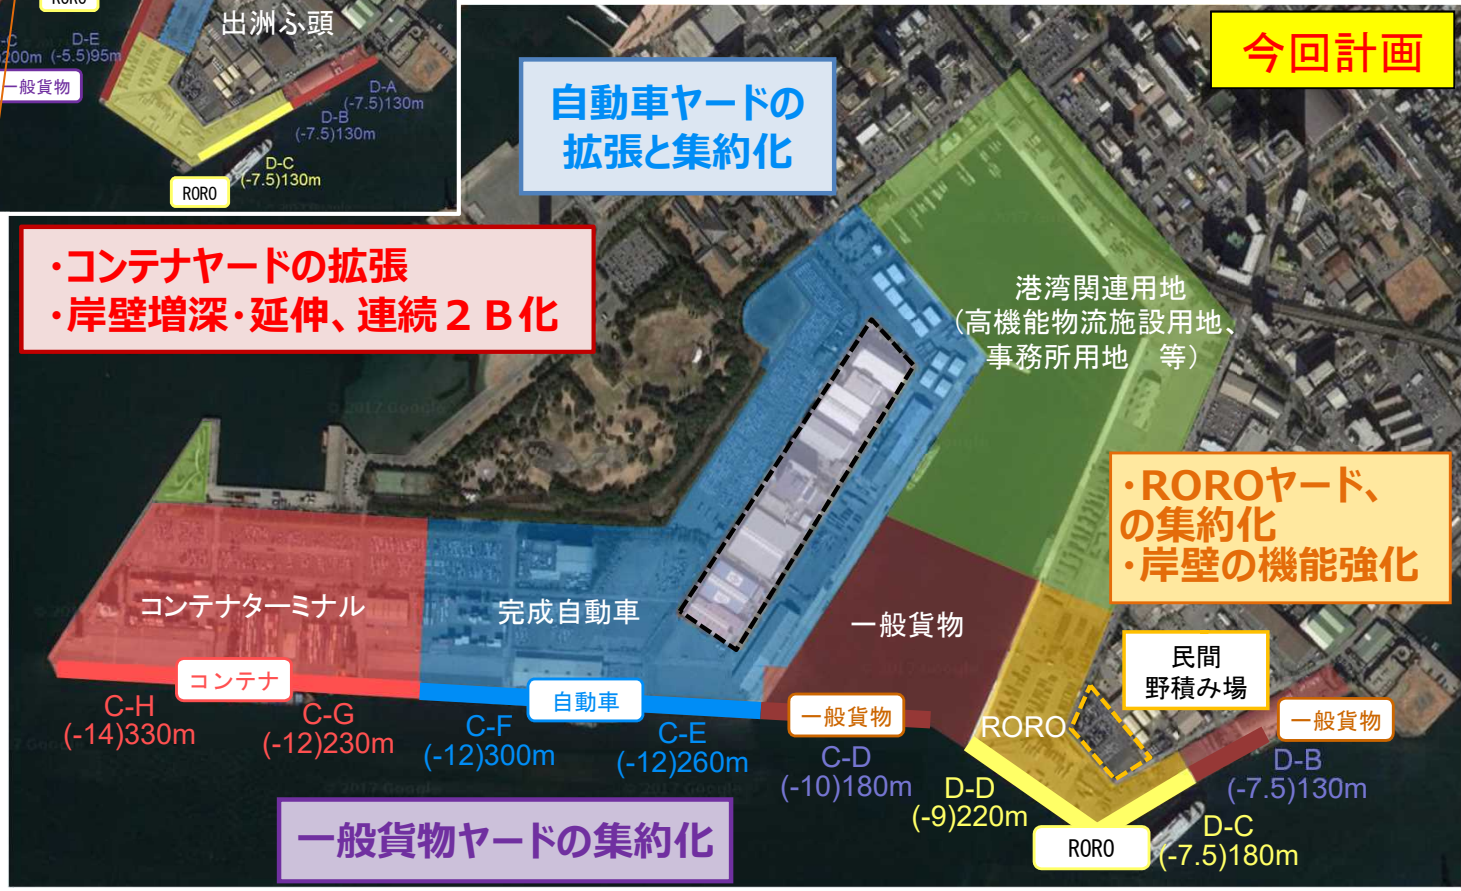 RORO
出洲ふ頭
-C
200m
D-E
(-5.5)95m
一般貨物
D-A
(-7.5)130m
D-B
(-7.5)130m
D-C
(-7.5)130m
RORO
今回計画
自動車ヤードの
拡張と集約化
・コンテナヤードの拡張
・岸壁増深・延伸、連続２Ｂ化
港湾関連用地
（高機能物流施設用地、
事務所用地　等）
・ROROヤード、
の集約化
・岸壁の機能強化
コンテナターミナル
完成自動車
一般貨物
民間
野積み場
コンテナ
自動車
一般貨物
RORO
一般貨物
C-H
(-14)330m
C-G
(-12)230m
C-F
(-12)300m
C-E
(-12)260m
C-D
(-10)180m
D-D
(-9)220m
D-B
(-7.5)130m
RORO
D-C
(-7.5)180m
一般貨物ヤードの集約化
© 2017 Google